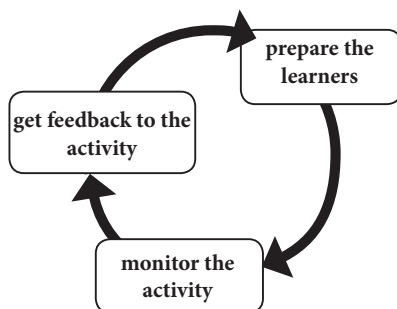 prepare the
learners
get feedback to the
activity
monitor the
activity